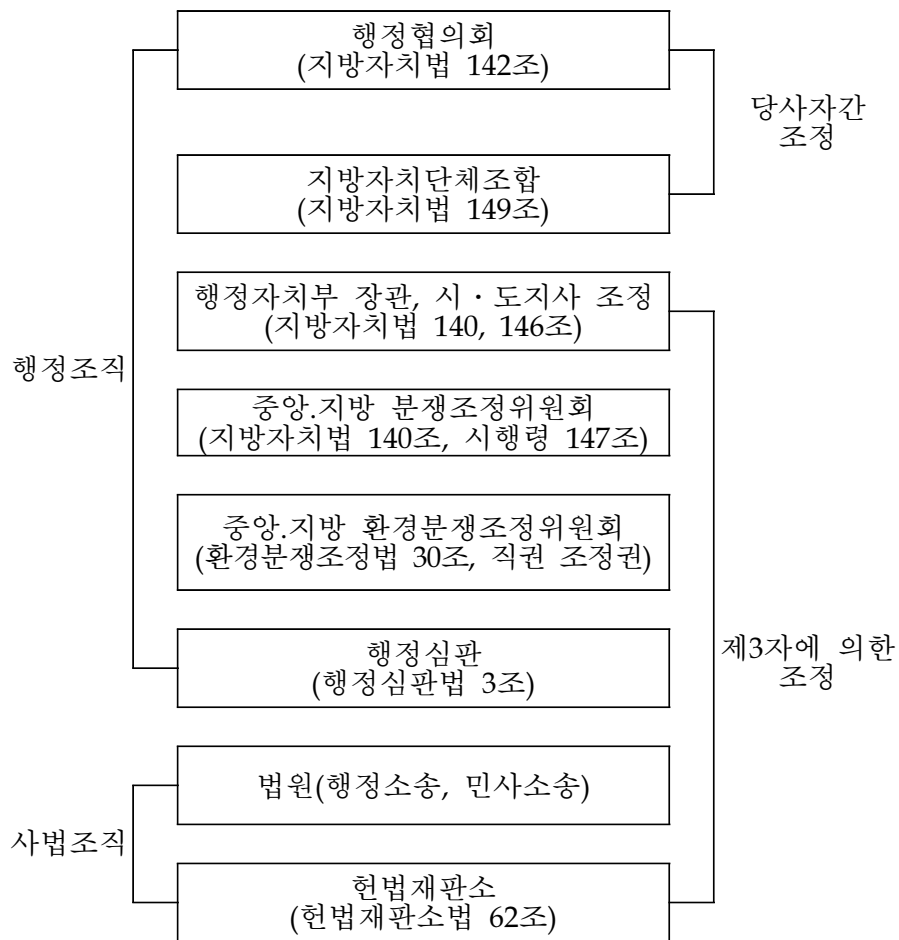 행정협의회
(지방자치법 142조)
당사자간
조정
지방자치단체조합
(지방자치법 149조)
행정자치부 장관, 시·도지사 조정
(지방자치법 140, 146조)
행정조직
중앙.지방 분쟁조정위원회
(지방자치법 140조, 시행령 147조)
중앙.지방 환경분쟁조정위원회
(환경분쟁조정법 30조, 직권 조정권)
행정심판
(행정심판법 3조)
제3자에 의한
조정
법원(행정소송, 민사소송)
사법조직
헌법재판소
(헌법재판소법 62조)